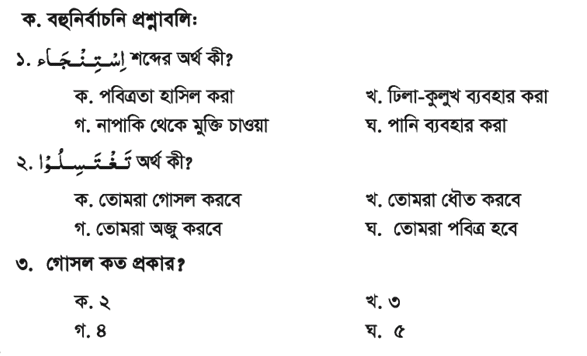 ক. বহুনির্বাচনি প্রশ্নাবলি:
১. اِسْتِنْجَاء শব্দের অর্থ কী?
ক. পবিত্রতা হাসিল করা খ. ঢিলা-কুলুখ ব্যবহার করা
গ. নাপাকি থেকে মুক্তি চাওয়া ঘ. পানি ব্যবহার করা
২. تَغْتَسِلُوْا অর্থ কী?
ক. তোমরা গোসল করবে খ. তোমরা ধৌত করবে
গ. তোমরা অজু করবে ঘ. তোমরা পবিত্র হবে
৩. গোসল কত প্রকার?
ক. ২ খ. ৩
গ. ৪ ঘ. ৫